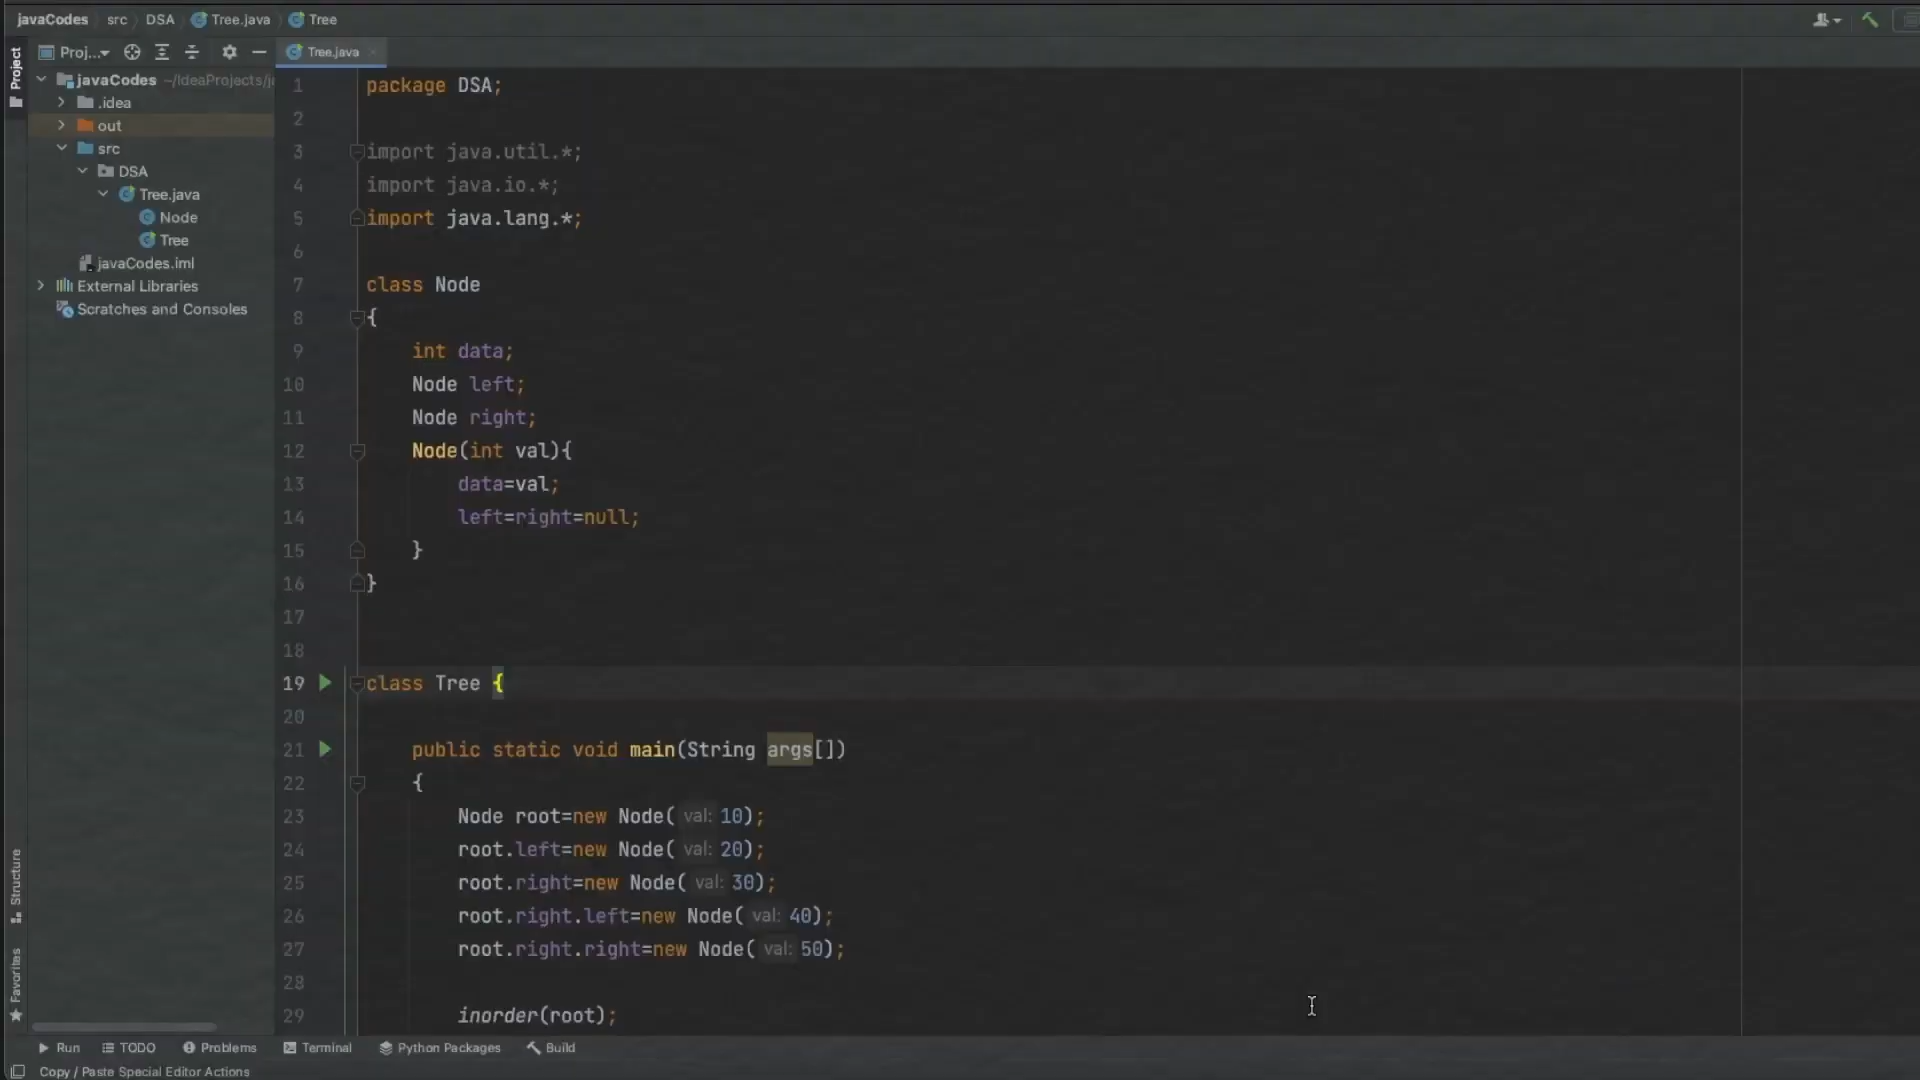 javaCodes src DSA Tree.java Tree
Project
Proj... Tree.java
javaCodes ~/IdeaProjects/
.idea
out
src
DSA
Tree.java
Node
Tree
javaCodes.iml
External Libraries
Scratches and Consoles
Structure
Favorites
1 package DSA;
2
3 import java.util.*;
4 import java.io.*;
5 import java.lang.*;
6
7 class Node
8 {
9 int data;
10 Node left;
11 Node right;
12 Node(int val){
13 data=val;
14 left=right=null;
15 }
16 }
17
18
19 class Tree {
20
21 public static void main(String args[])
22 {
23 Node root=new Node( val: 10);
24 root.left=new Node( val: 20);
25 root.right=new Node( val: 30);
26 root.right.left=new Node( val: 40);
27 root.right.right=new Node( val: 50);
28
29 inorder(root);
Run TODO Problems Terminal Python Packages Build
Copy / Paste Special Editor Actions